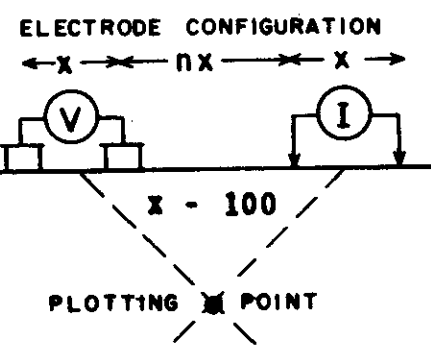 ELECTRODE CONFIGURATION
x nx x
V I
x - 100
PLOTTING POINT